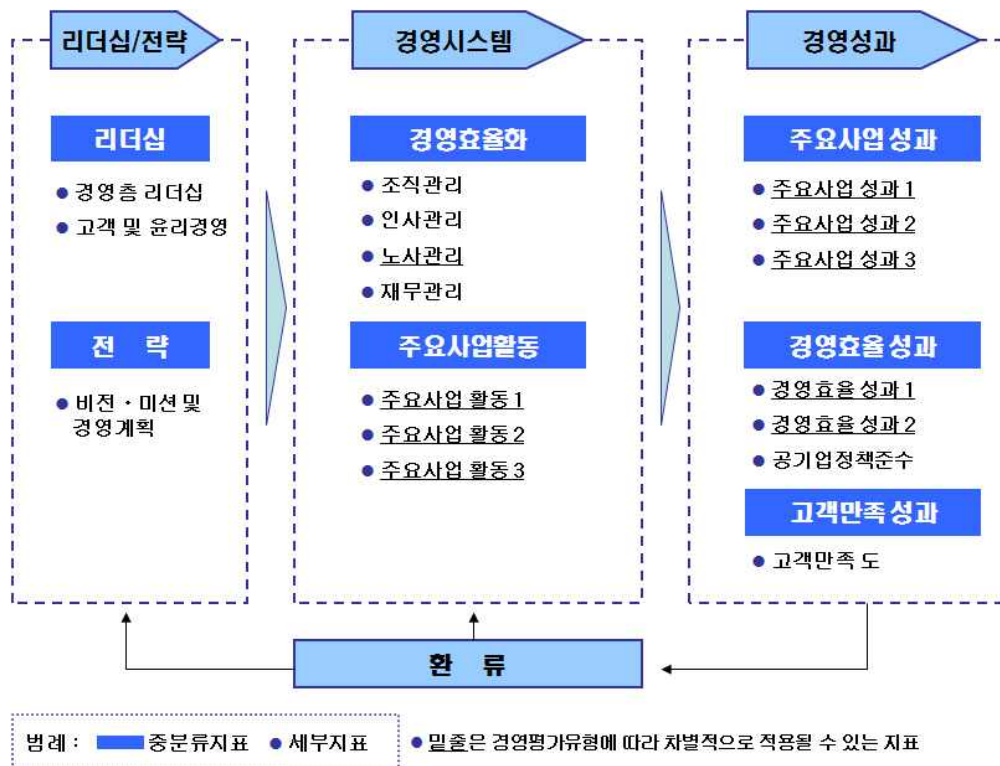 리더십/전략
리더십
경영층 리더십
고객 및 윤리경영
전 략
비전・미션 및
경영계획
경영시스템
경영효율화
조직관리
인사관리
노사관리
재무관리
주요사업활동
주요사업 활동 1
주요사업 활동 2
주요사업 활동 3
경영성과
주요사업 성과
주요사업 성과 1
주요사업 성과 2
주요사업 성과 3
경영효율 성과
경영효율 성과 1
경영효율 성과 2
공기업정책준수
고객만족 성과
고객만족 도
환 류
범례 : 중분류지표 ● 세부지표 ● 밑줄은 경영평가유형에 따라 차별적으로 적용될 수 있는 지표